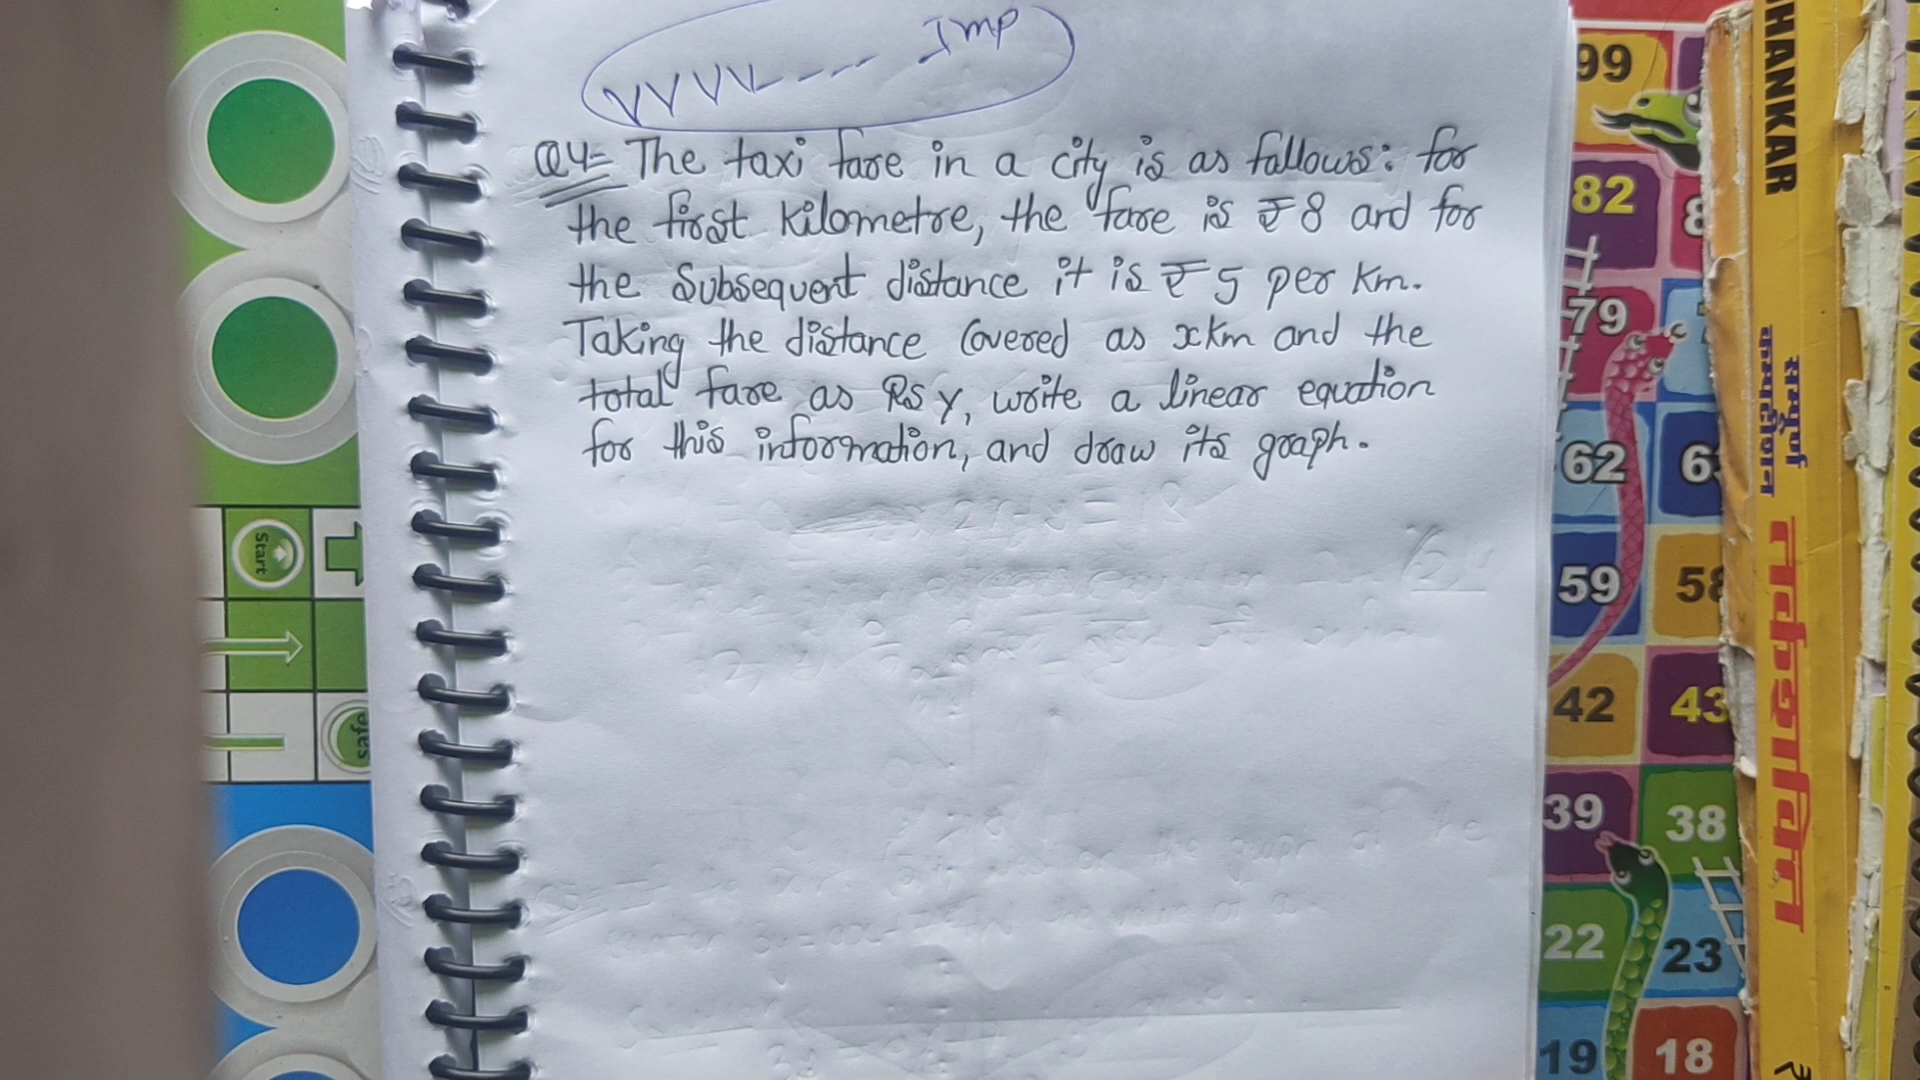 VVVV---- Imp
Q4= The taxi fare in a city is as follows: for
the first kilometre, the fare is ₹ 8 and for
the Subsequent distance it is ₹ 5 per Km.
Taking the distance Covered as x km and the
total fare as RS Y, write a linear equation
for this information, and draw its graph.
Start
safe
99
82
79
62
59
42 43
39 38
22 23
19 18
HANKAR
सम्पूर्ण